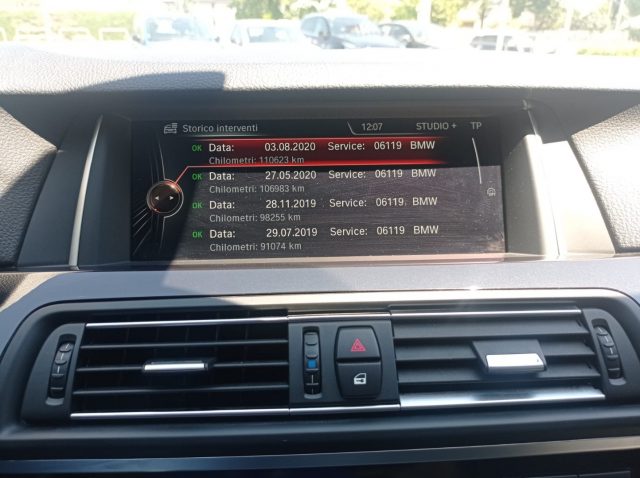 Storico interventi 12:07 STUDIO + TP
OK Data: 03.08.2020 Service: 06119 BMW
Chilometri: 110623 km
OK Data: 27.05.2020 Service: 06119 BMW
Chilometri: 106983 km
OK Data: 28.11.2019 Service: 06119 BMW
Chilometri: 98255 km
OK Data: 29.07.2019 Service: 06119 BMW
Chilometri: 91074 km